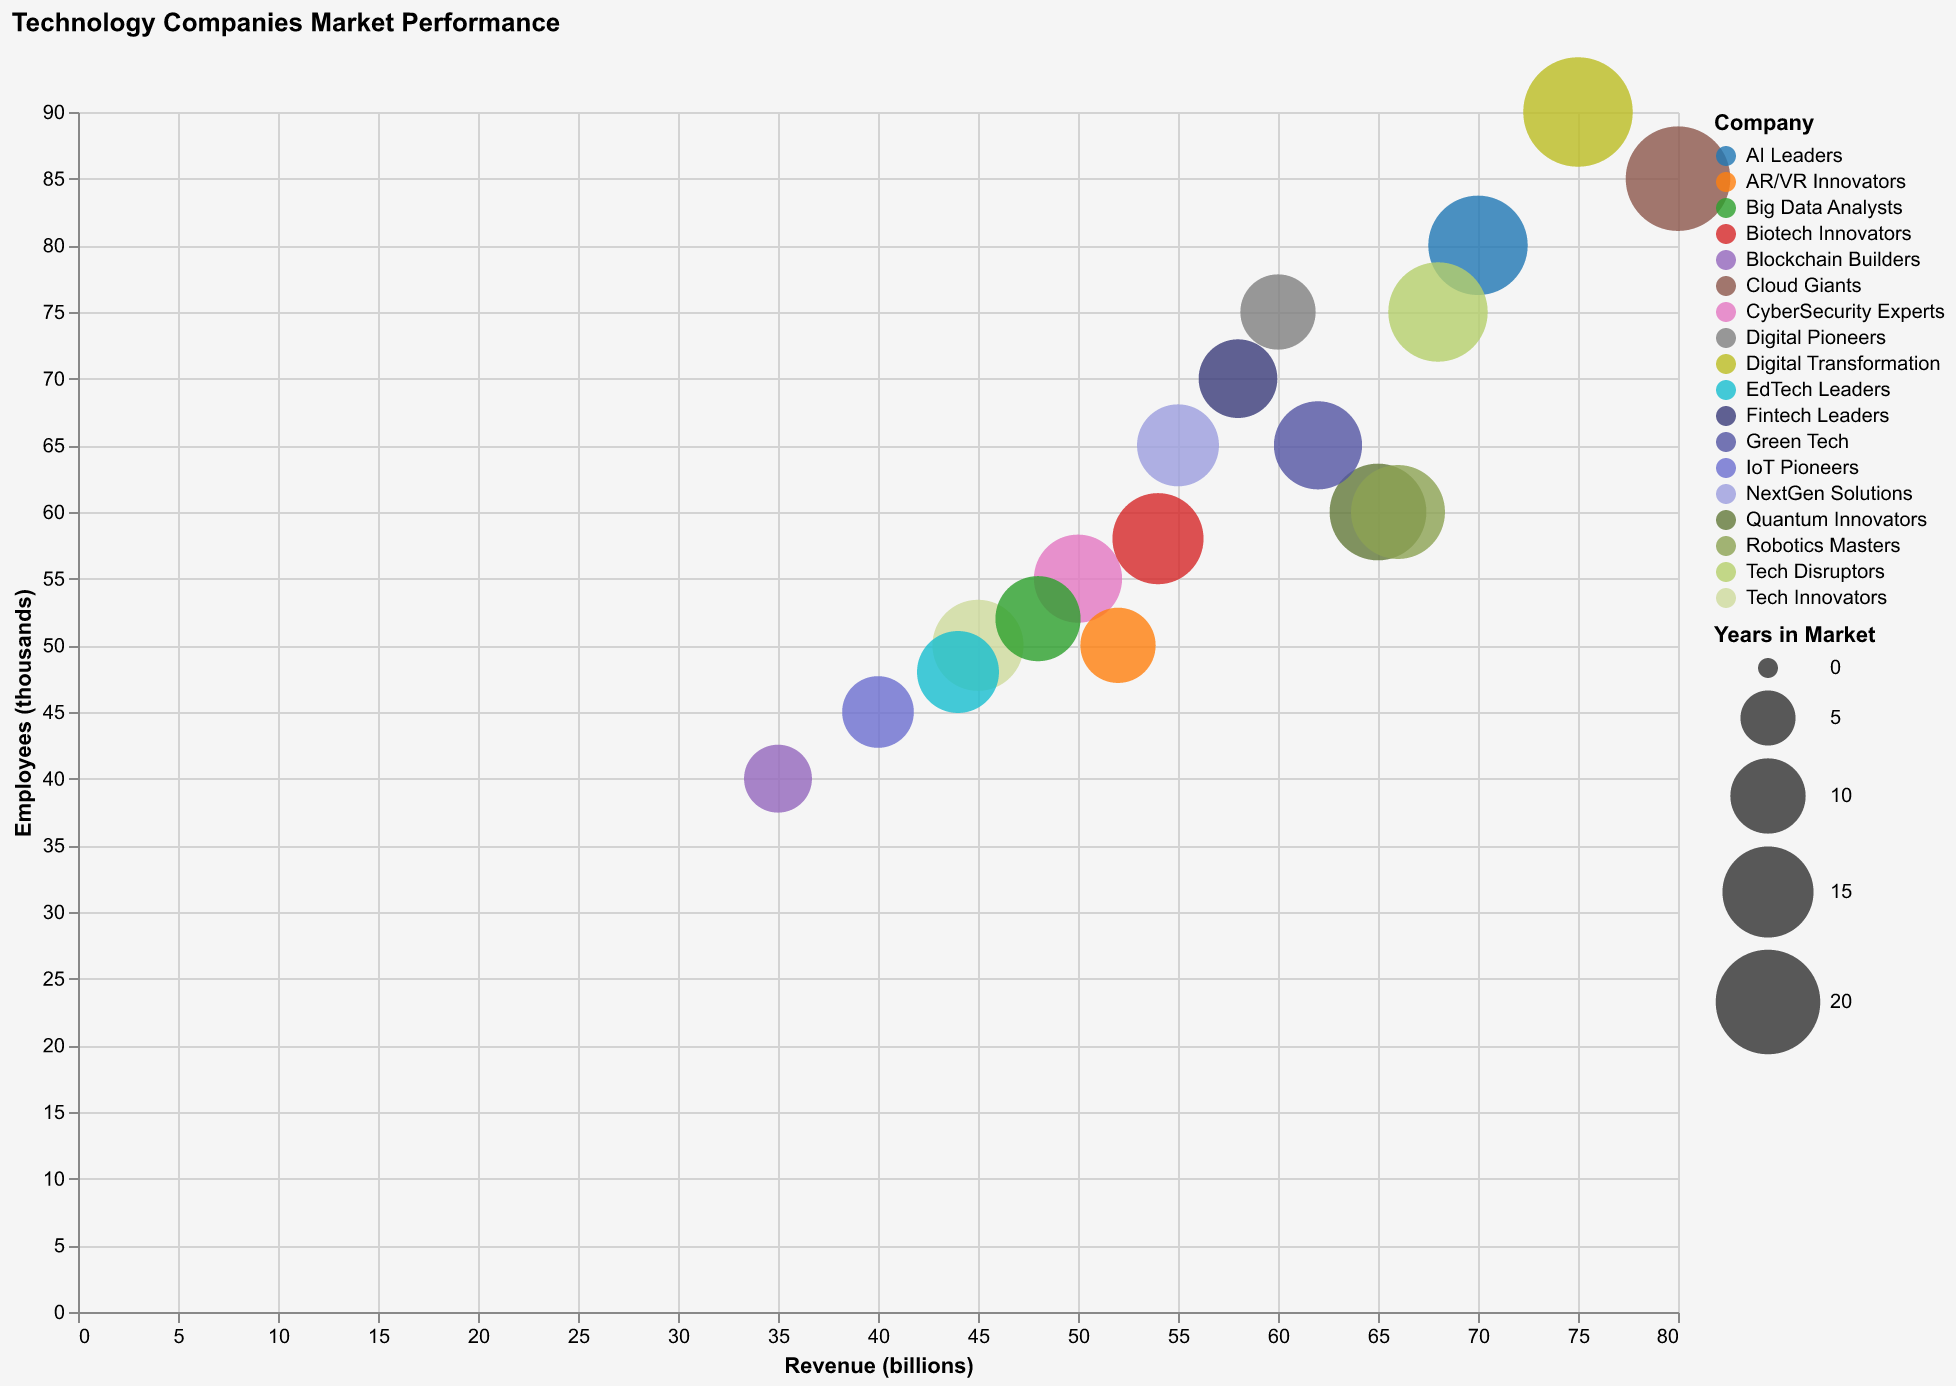 Technology Companies Market Performance
90
85
80
75
70
65
60
55
50
45
40
35
30
25
20
15
10
5
0
Employees (thousands)
0 5 10 15 20 25 30 35 40 45 50 55 60 65 70 75 80
Revenue (billions)
Company
AI Leaders
AR/VR Innovators
Big Data Analysts
Biotech Innovators
Blockchain Builders
Cloud Giants
CyberSecurity Experts
Digital Pioneers
Digital Transformation
EdTech Leaders
Fintech Leaders
Green Tech
IoT Pioneers
NextGen Solutions
Quantum Innovators
Robotics Masters
Tech Disruptors
Tech Innovators
Years in Market
0
5
10
15
20